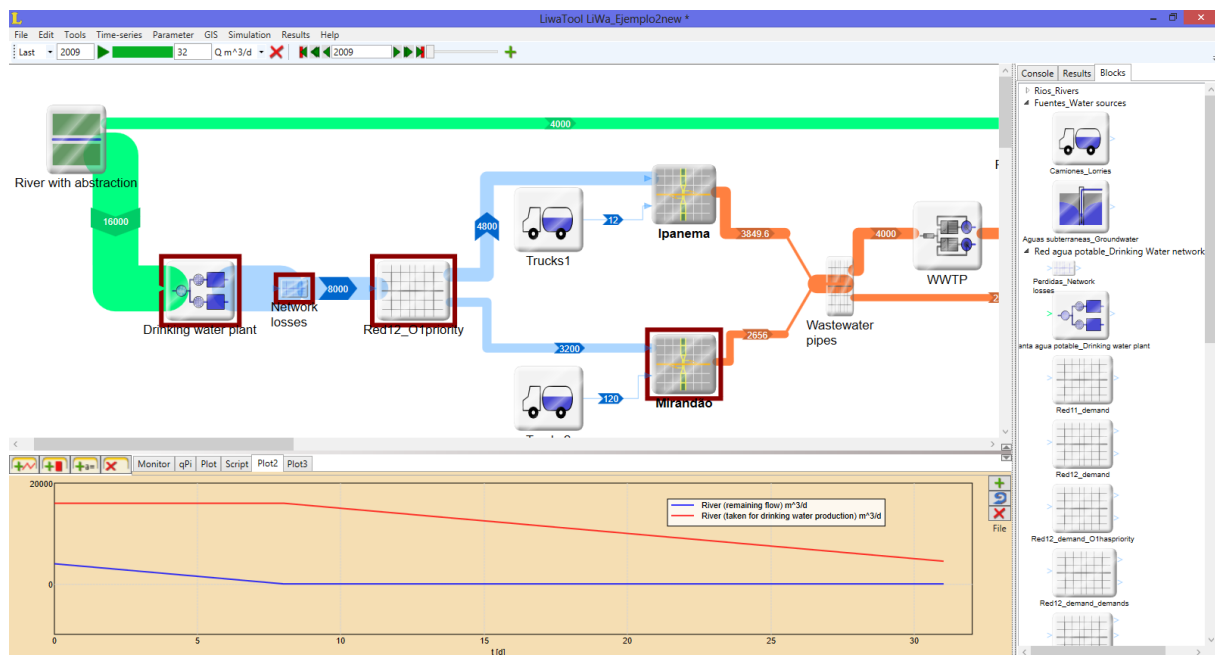 LiwaTool LiWa_Ejemplo2new *
File Edit Tools Time-series Parameter GIS Simulation Results Help
Last 2009 32 Q m^3/d 2009
Console Results Blocks
Rios_Rivers
Fuentes_Water sources
Camiones_Lorries
Aguas subterraneas_Groundwater
Red agua potable_Drinking Water network
Perdidas_Network
losses
anta agua potable_Drinking water plant
Red11_demand
Red12_demand
Red12_demand_O1haspriority
Red12_demand_demands
4000
River with abstraction
16000
Drinking water plant
Network
losses
8000
Red12_O1priority
4800
3200
Trucks1
12
Ipanema
3849.6
120
Mirandao
2656
Wastewater
pipes
4000
WWTP
Monitor qPi Plot Script Plot2 Plot3
20000
0
River (remaining flow) m^3/d
River (taken for drinking water production) m^3/d
File
0 5 10 15 20 25 30
t [d]